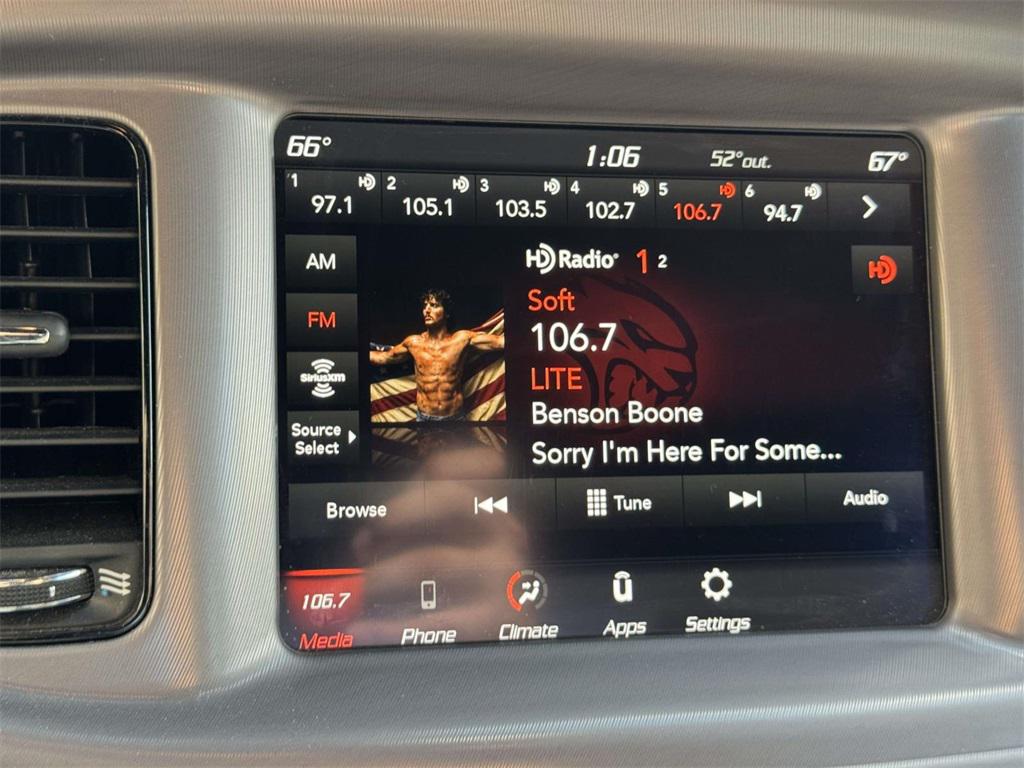 66° 1:06 52°out. 67°
1 2 3 4 5 6
97.1 105.1 103.5 102.7 106.7 94.7
AM
HD Radio 1 2
HD
Soft
FM
106.7
SiriusXM
LITE
Benson Boone
Source
Select
Sorry I'm Here For Some...
Browse Tune Audio
106.7
Media Phone Climate Apps Settings